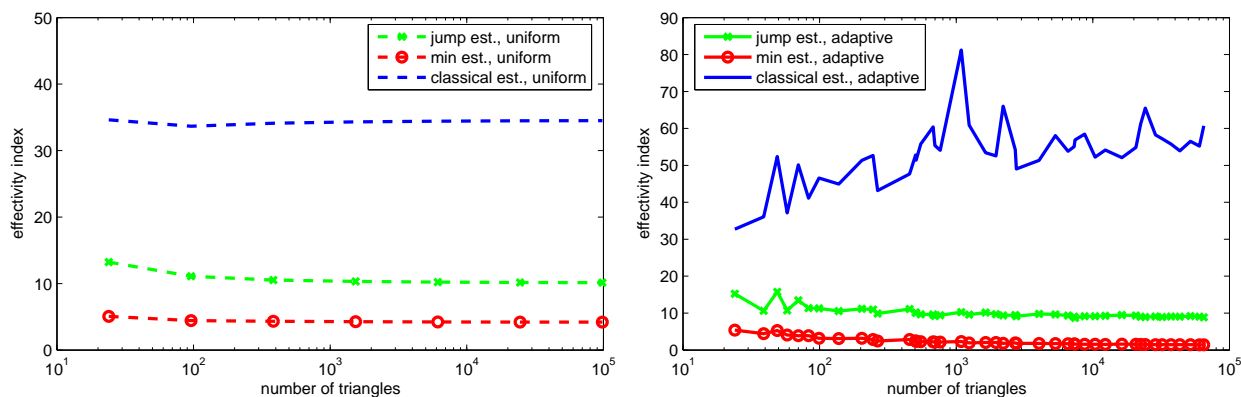 50
40
30
20
10
0
effectivity index
10^1
10^2
10^3
10^4
10^5
number of triangles
jump est., uniform
min est., uniform
classical est., uniform
90
80
70
60
50
40
30
20
10
0
effectivity index
10^1
10^2
10^3
10^4
10^5
number of triangles
jump est., adaptive
min est., adaptive
classical est., adaptive